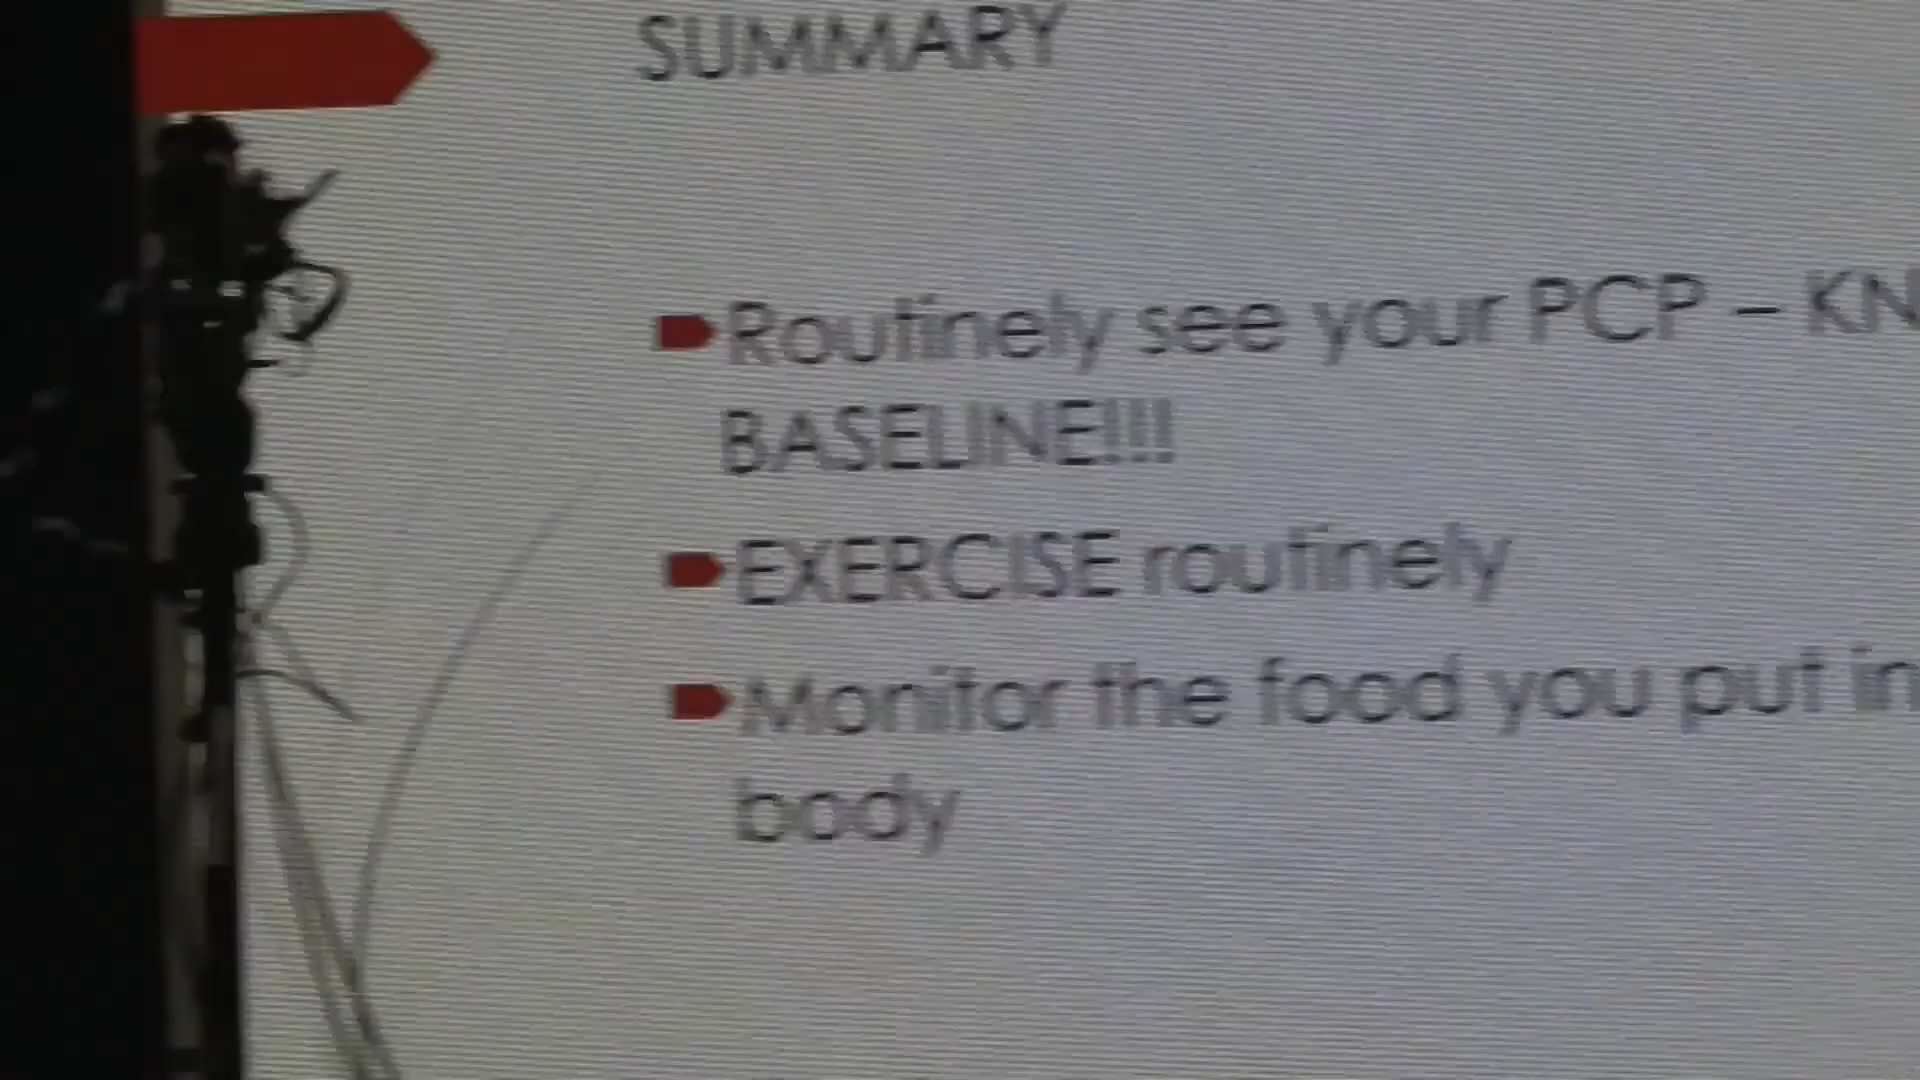 SUMMARY
Routinely see your PCP – KN
BASELINE!!!
EXERCISE routinely
Monitor the food you put in
body